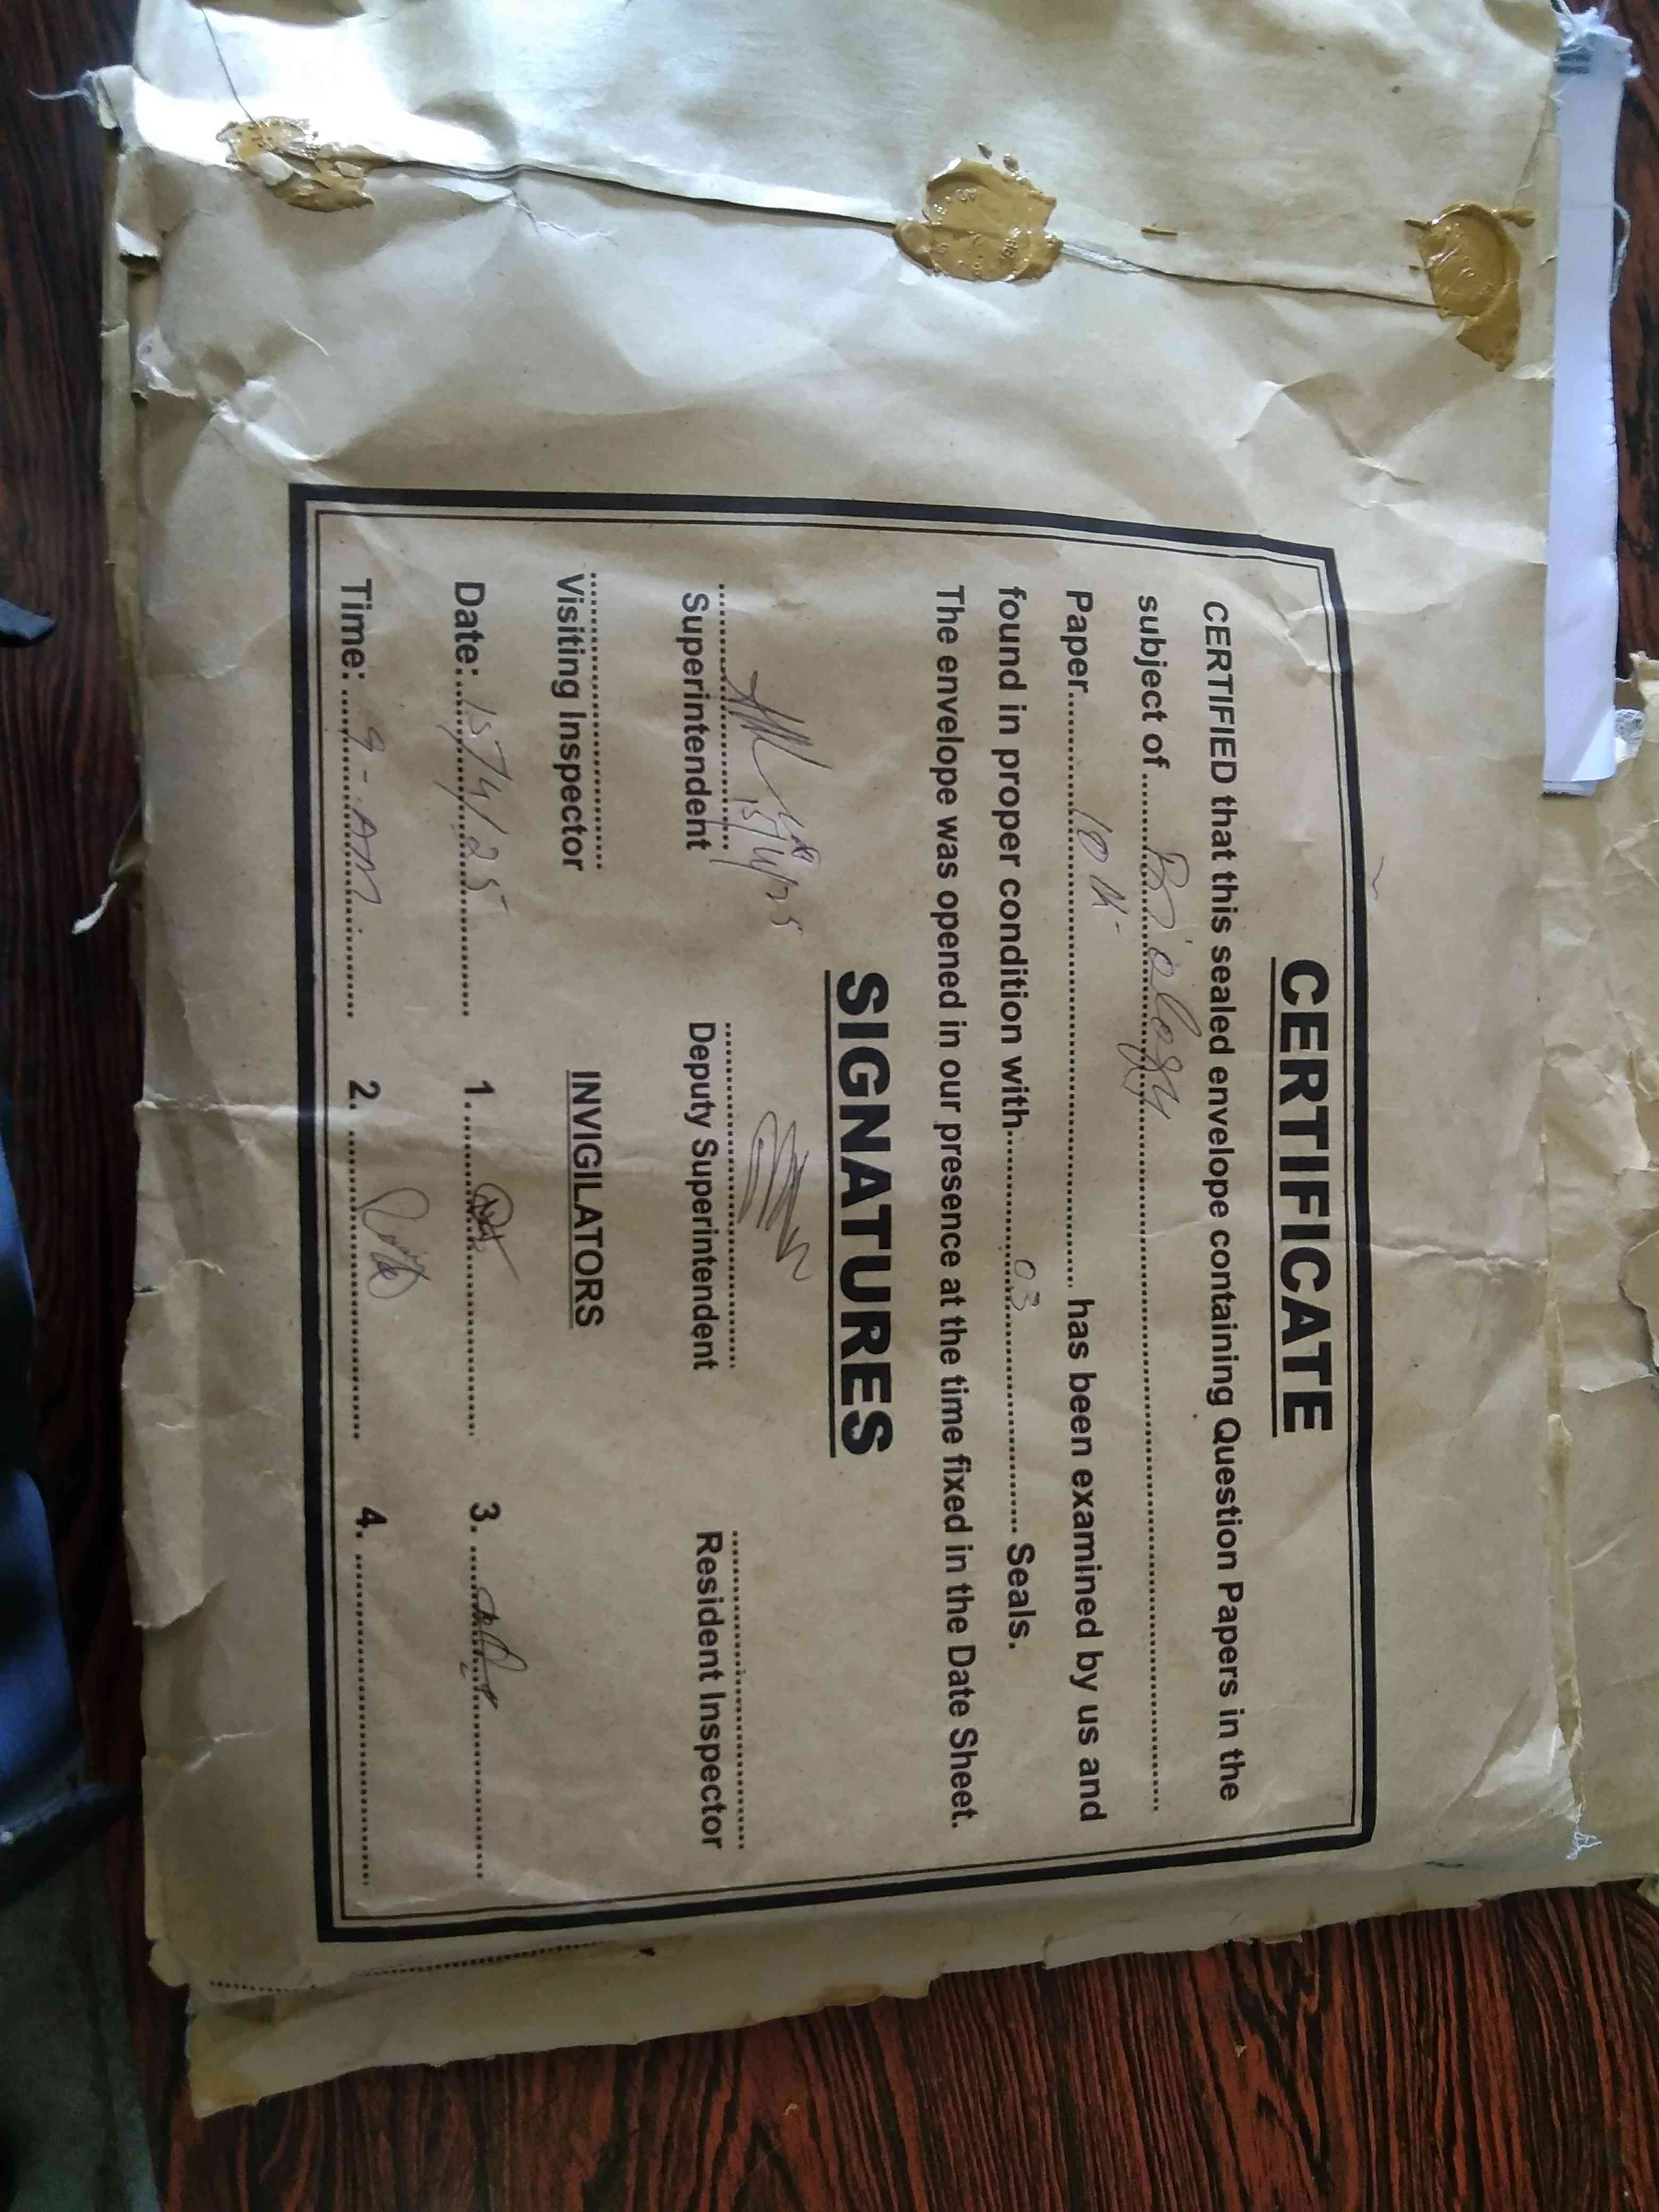 CERTIFICATE
CERTIFIED that this sealed envelope containing Question Papers in the
subject of Biology
Paper 10th has been examined by us and
found in proper condition with 03 Seals.
The envelope was opened in our presence at the time fixed in the Date Sheet.
SIGNATURES
15/4/25
Superintendent Deputy Superintendent Resident Inspector
Visiting Inspector INVIGILATORS
Date: 15/4/25 1. 3.
Time: 9-AM 2. 4.